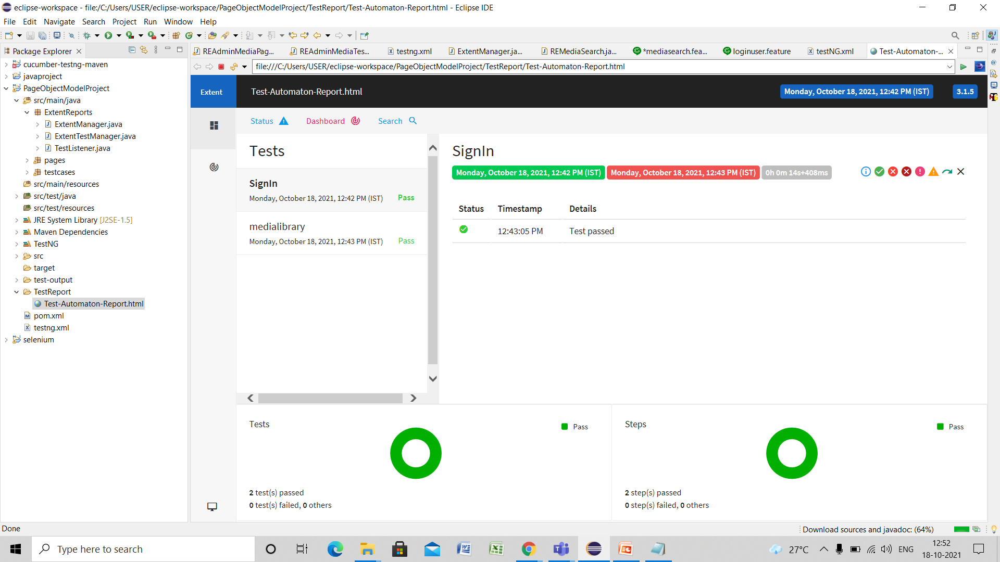 eclipse-workspace - file:/C:/Users/USER/eclipse-workspace/PageObjectModelProject/TestReport/Test-Automaton-Report.html - Eclipse IDE
File Edit Navigate Search Project Run Window Help
Package Explorer
REAdminMediaPag... REAdminMediaTes... testng.xml ExtentManager.ja... REMediaSearch.ja... *mediasearch.fea... loginuser.feature testNG.xml Test-Automaton-...
file:///C:/Users/USER/eclipse-workspace/PageObjectModelProject/TestReport/Test-Automaton-Report.html
cucumber-testng-maven
javaproject
PageObjectModelProject
src/main/java
ExtentReports
ExtentManager.java
ExtentTestManager.java
TestListener.java
pages
testcases
src/main/resources
src/test/java
src/test/resources
JRE System Library [J2SE-1.5]
Maven Dependencies
TestNG
src
target
test-output
TestReport
Test-Automaton-Report.html
pom.xml
testng.xml
selenium
Extent
Test-Automaton-Report.html
Monday, October 18, 2021, 12:42 PM (IST) 3.1.5
Status Dashboard Search
Tests
SignIn
Monday, October 18, 2021, 12:42 PM (IST) Pass
medialibrary
Monday, October 18, 2021, 12:43 PM (IST) Pass
SignIn
Monday, October 18, 2021, 12:42 PM (IST) Monday, October 18, 2021, 12:43 PM (IST) 0h 0m 14s+408ms
Status Timestamp Details
12:43:05 PM Test passed
Tests
Pass
2 test(s) passed
0 test(s) failed, 0 others
Steps
Pass
2 step(s) passed
0 step(s) failed, 0 others
Done
Download sources and javadoc: (64%)
Type here to search
27°C
ENG
12:52
18-10-2021